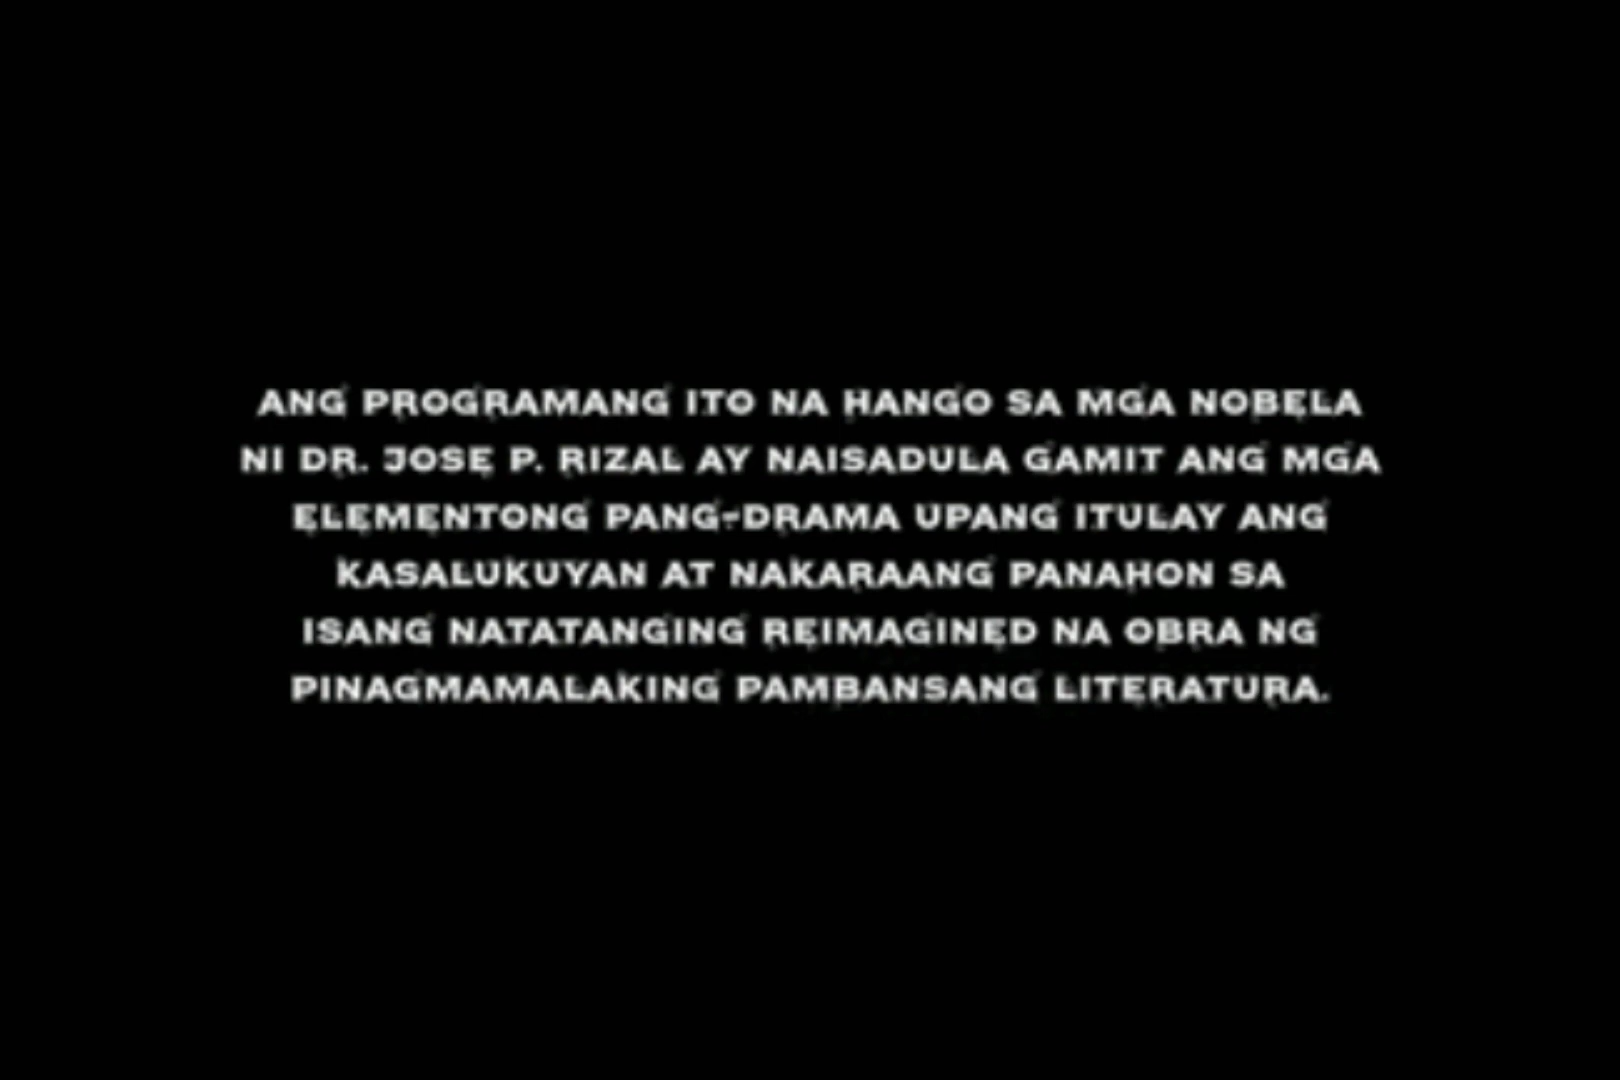 ANG PROGRAMANG ITO NA HANGO SA MGA NOBELA
NI DR. JOSE P. RIZAL AY NAISADULA GAMIT ANG MGA
ELEMENTONG PANG-DRAMA UPANG ITULAY ANG
KASALUKUYAN AT NAKARAANG PANAHON SA
ISANG NATATANGING REIMAGINED NA OBRA NG
PINAGMAMALAKING PAMBANSANG LITERATURA.